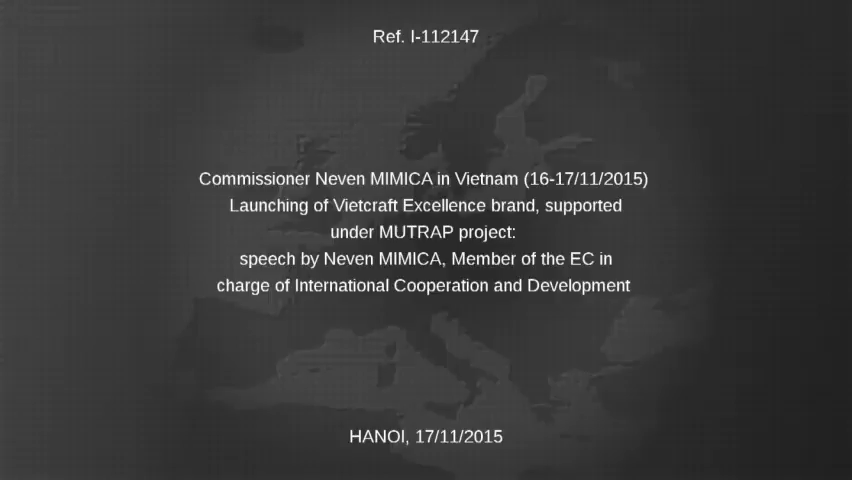 Ref. I-112147
Commissioner Neven MIMICA in Vietnam (16-17/11/2015)
Launching of Vietcraft Excellence brand, supported
under MUTRAP project:
speech by Neven MIMICA, Member of the EC in
charge of International Cooperation and Development
HANOI, 17/11/2015